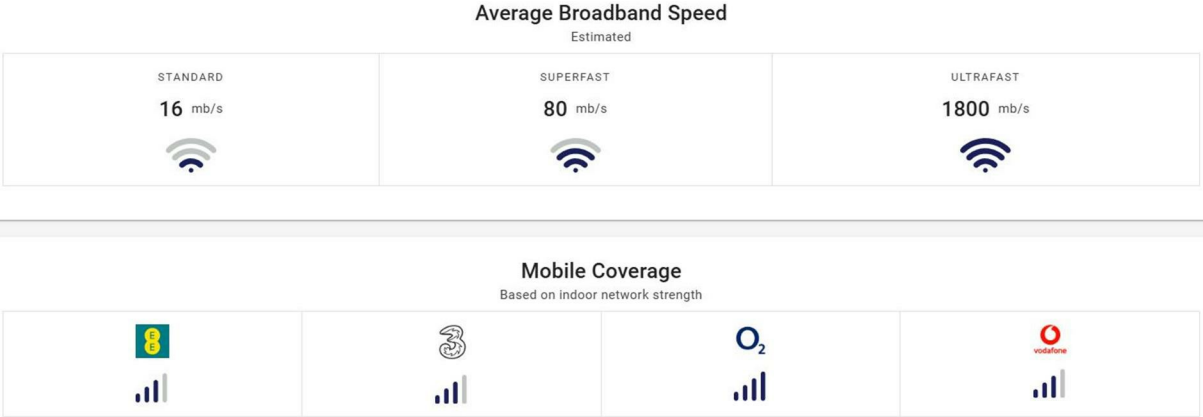 Average Broadband Speed
Estimated
STANDARD
SUPERFAST
ULTRAFAST
16 mb/s
80 mb/s
1800 mb/s
Mobile Coverage
Based on indoor network strength
EE
3
O2
vodafone